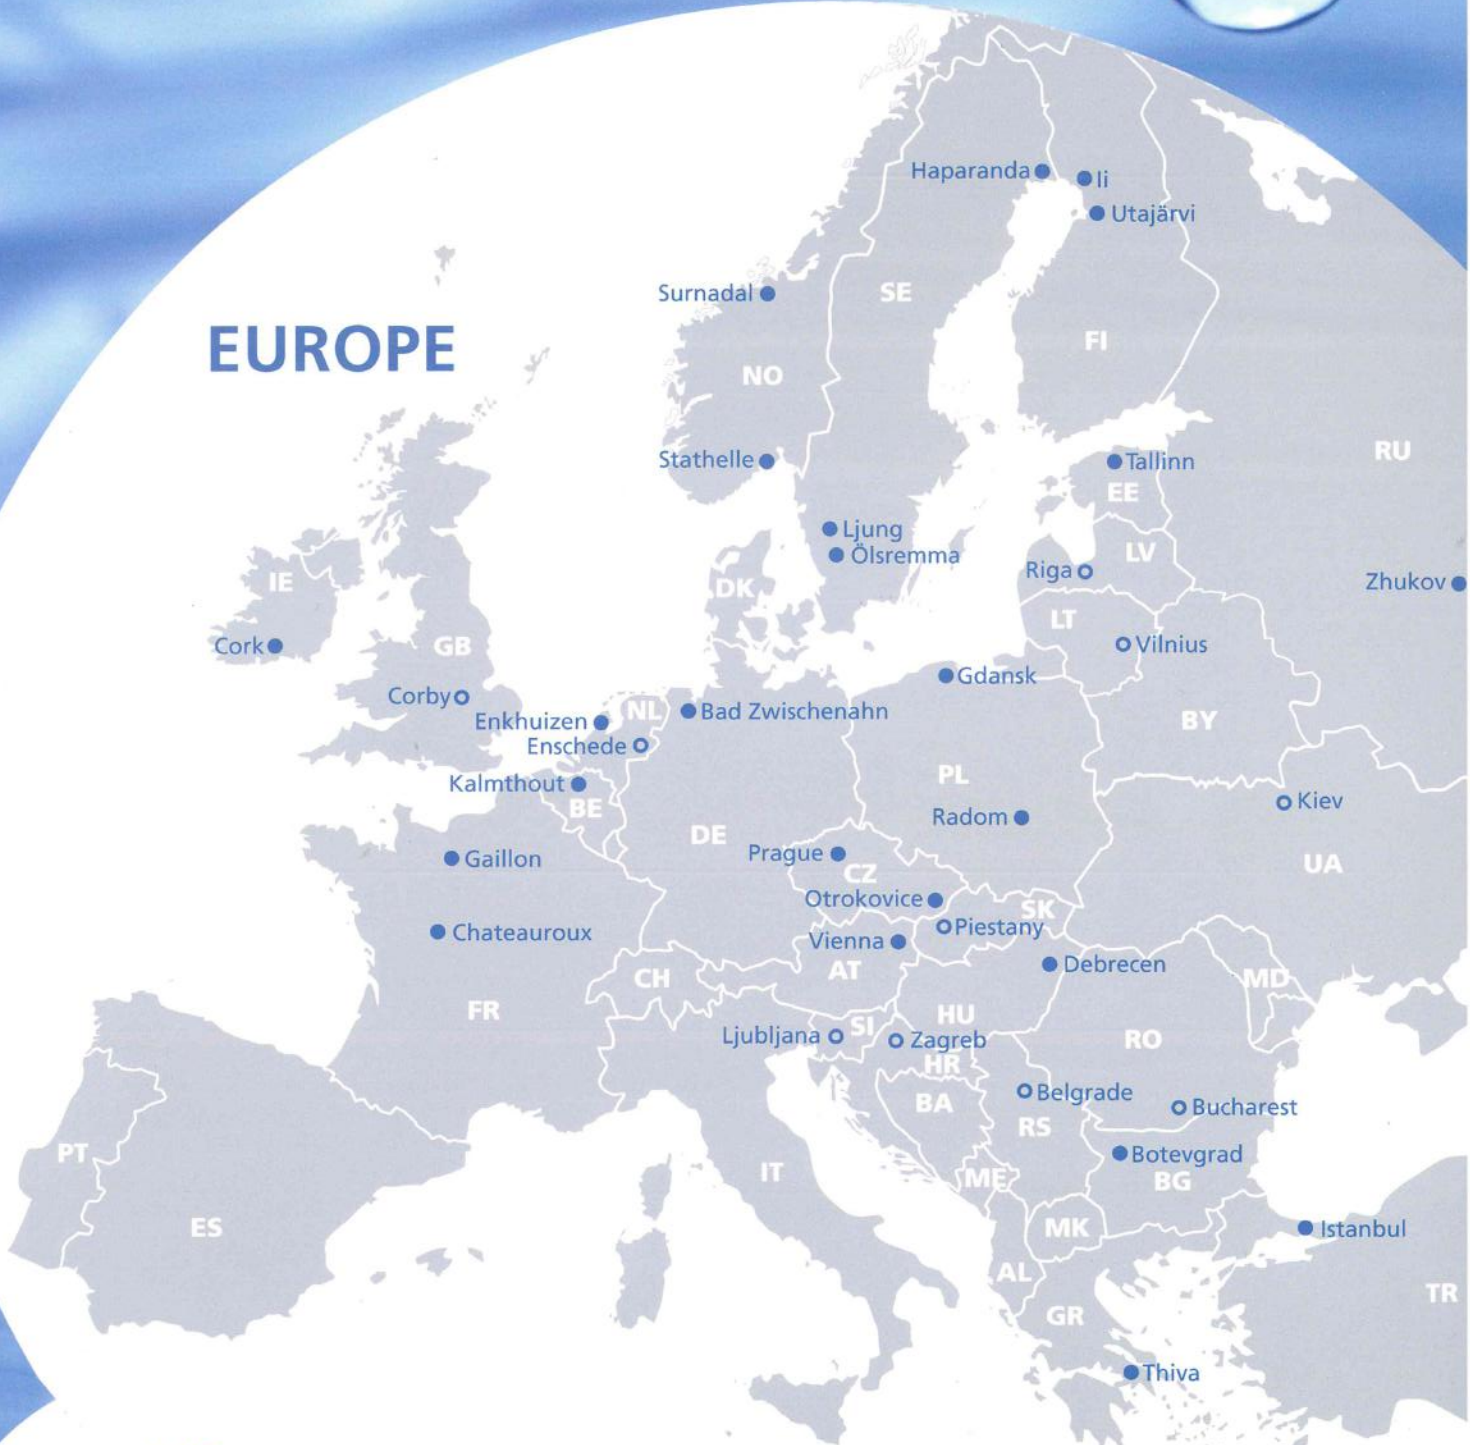 Haparanda
Ii
Utajärvi
Surnadal
SE
EUROPE
FI
NO
RU
Stathelle
Tallinn
EE
Ljung
Ölsremma
LV
Riga
IE
DK
Zhukov
LT
Cork
GB
Vilnius
Gdansk
Corby
NL
Bad Zwischenahn
Enkhuizen
BY
Enschede
PL
Kalmthout
BE
Kiev
Radom
DE
Prague
Gaillon
UA
CZ
Otrokovice
SK
Piestany
Chateauroux
Vienna
Debrecen
AT
CH
MD
FR
HU
SI
Ljubljana
Zagreb
RO
HR
Belgrade
BA
Bucharest
RS
PT
Botevgrad
IT
ME
BG
ES
MK
Istanbul
AL
TR
GR
Thiva